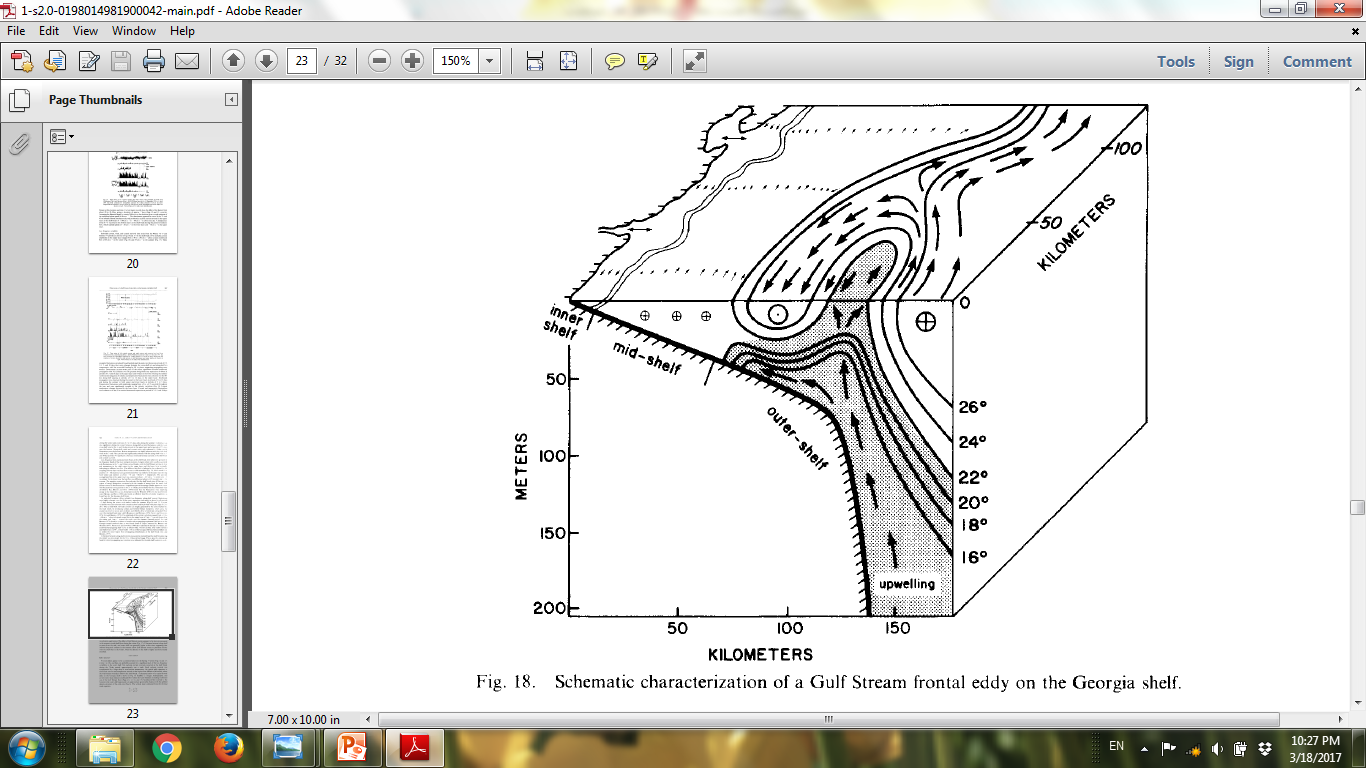 1-s2.0-0198014981900042-main.pdf - Adobe Reader
File Edit View Window Help
23 / 32 150% Tools Sign Comment
Page Thumbnails
20
21
22
23
7.00 x 10.00 in
100
50
KILOMETERS
0
inner
shelf
mid-shelf
outer-shelf
50
100
150
200
METERS
26°
24°
22°
20°
18°
16°
upwelling
50 100 150
KILOMETERS
Fig. 18. Schematic characterization of a Gulf Stream frontal eddy on the Georgia shelf.
EN
10:27 PM
3/18/2017